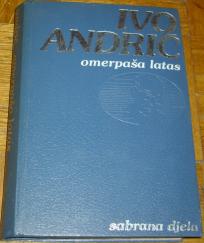 IVO
ANDRIĆ
omerpaša latas
sabrana djela